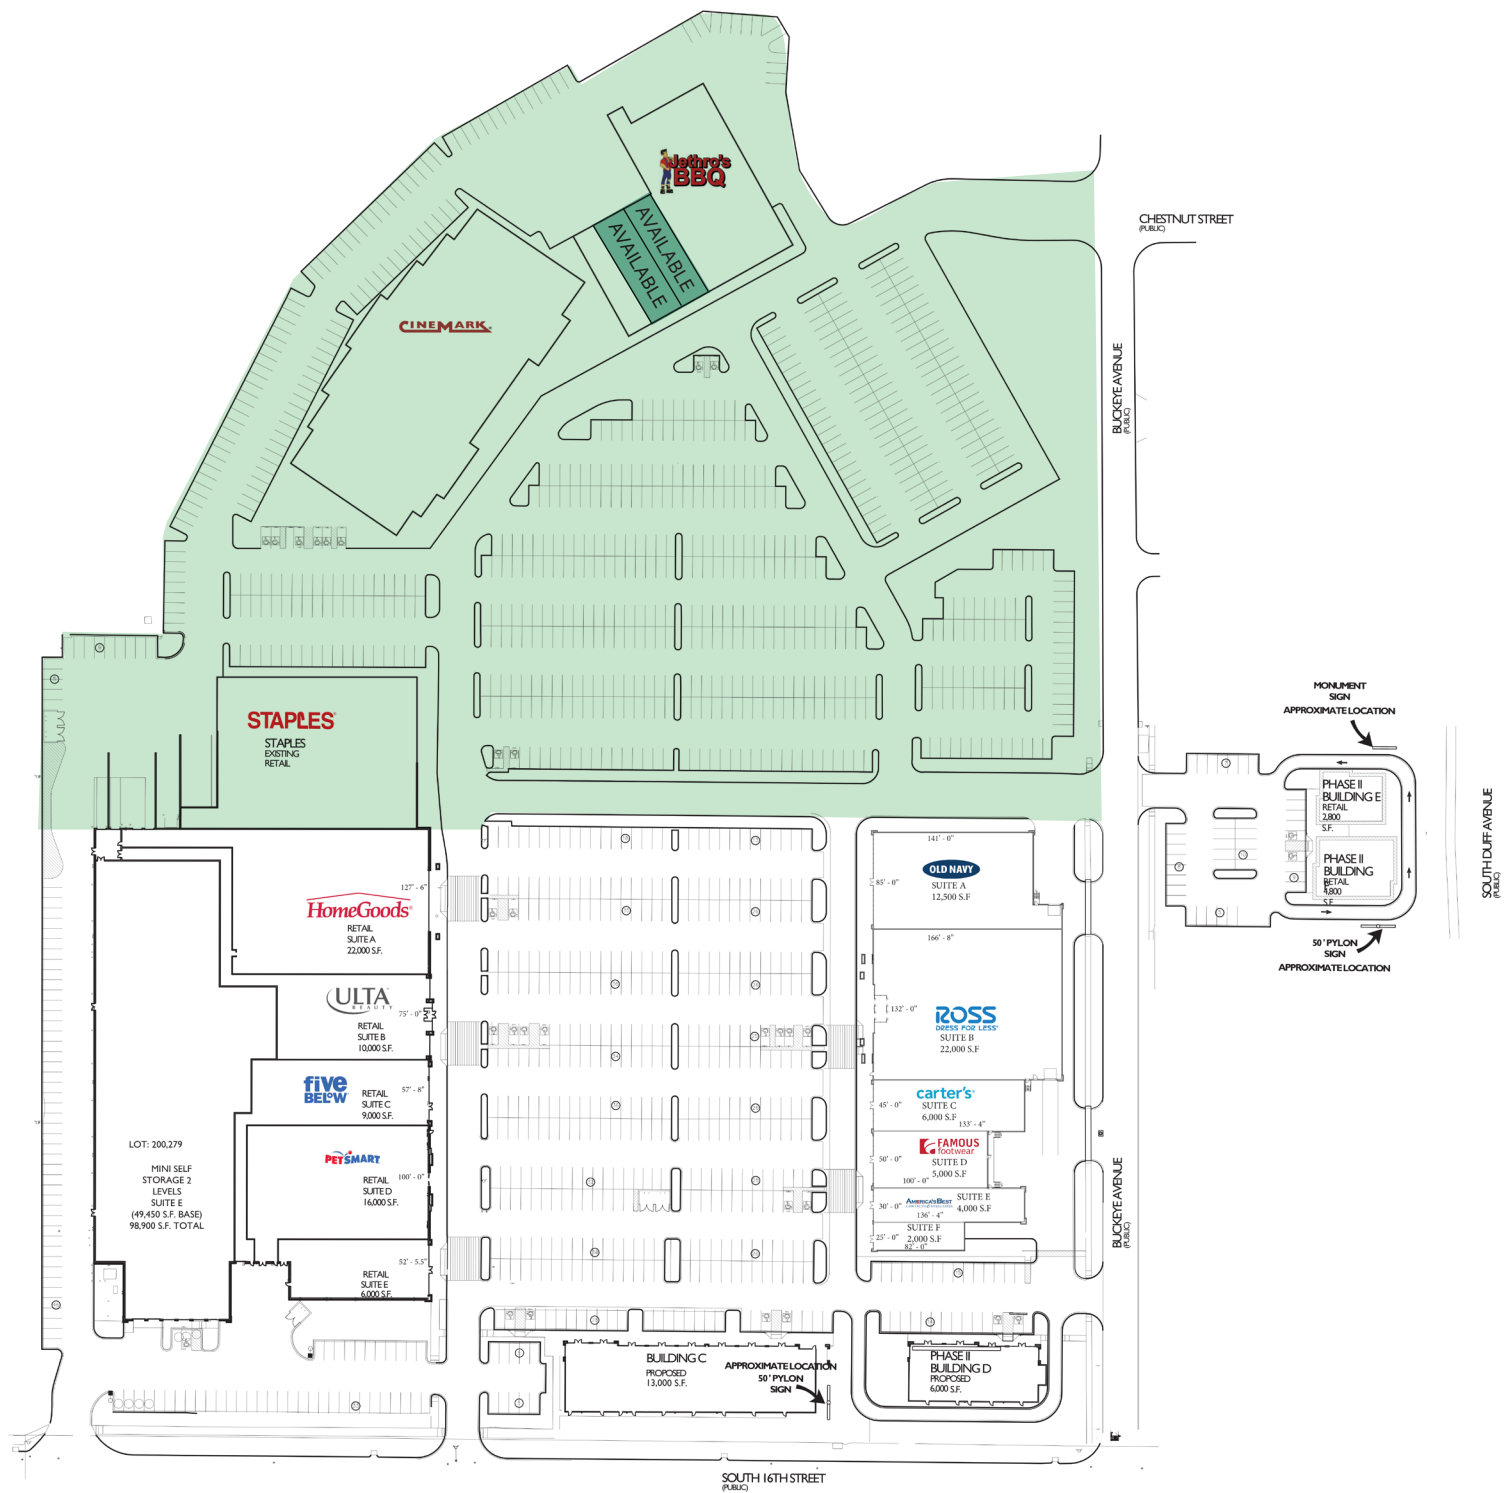 Jethro's
BBQ
AVAILABLE
AVAILABLE
CINEMARK
CHESTNUT STREET
(PUBLIC)
BUCKEYE AVENUE
(PUBLIC)
STAPLES
STAPLES
EXISTING
RETAIL
MONUMENT
SIGN
APPROXIMATE LOCATION
PHASE II
BUILDING E
RETAIL
2,800
S.F.
PHASE II
BUILDING
RETAIL
4,800
S.F.
50' PYLON
SIGN
APPROXIMATE LOCATION
SOUTH DUFF AVENUE
(PUBLIC)
127' - 6"
HomeGoods
RETAIL
SUITE A
22,000 S.F.
ULTA
BEAUTY
75' - 0"
RETAIL
SUITE B
10,000 S.F.
five
BELOW
57' - 8"
RETAIL
SUITE C
9,000 S.F.
PETSMART
100' - 0"
RETAIL
SUITE D
16,000 S.F.
LOT: 200,279
MINI SELF
STORAGE 2
LEVELS
SUITE E
(49,450 S.F. BASE)
98,900 S.F. TOTAL
52' - 5.5"
RETAIL
SUITE E
6,000 S.F.
141' - 0"
OLD NAVY
85' - 0"
SUITE A
12,500 S.F
166' - 8"
132' - 0"
ROSS
DRESS FOR LESS
SUITE B
22,000 S.F
carter's
45' - 0"
SUITE C
6,000 S.F
133' - 4"
FAMOUS
footwear
50' - 0"
SUITE D
5,000 S.F
100' - 0"
America's Best
SUITE E
4,000 S.F
30' - 0"
136' - 4"
SUITE F
2,000 S.F
25' - 0"
82' - 0"
BUCKEYE AVENUE
(PUBLIC)
BUILDING C
PROPOSED
13,000 S.F.
APPROXIMATE LOCATION
50' PYLON
SIGN
PHASE II
BUILDING D
PROPOSED
6,000 S.F.
SOUTH 16TH STREET
(PUBLIC)